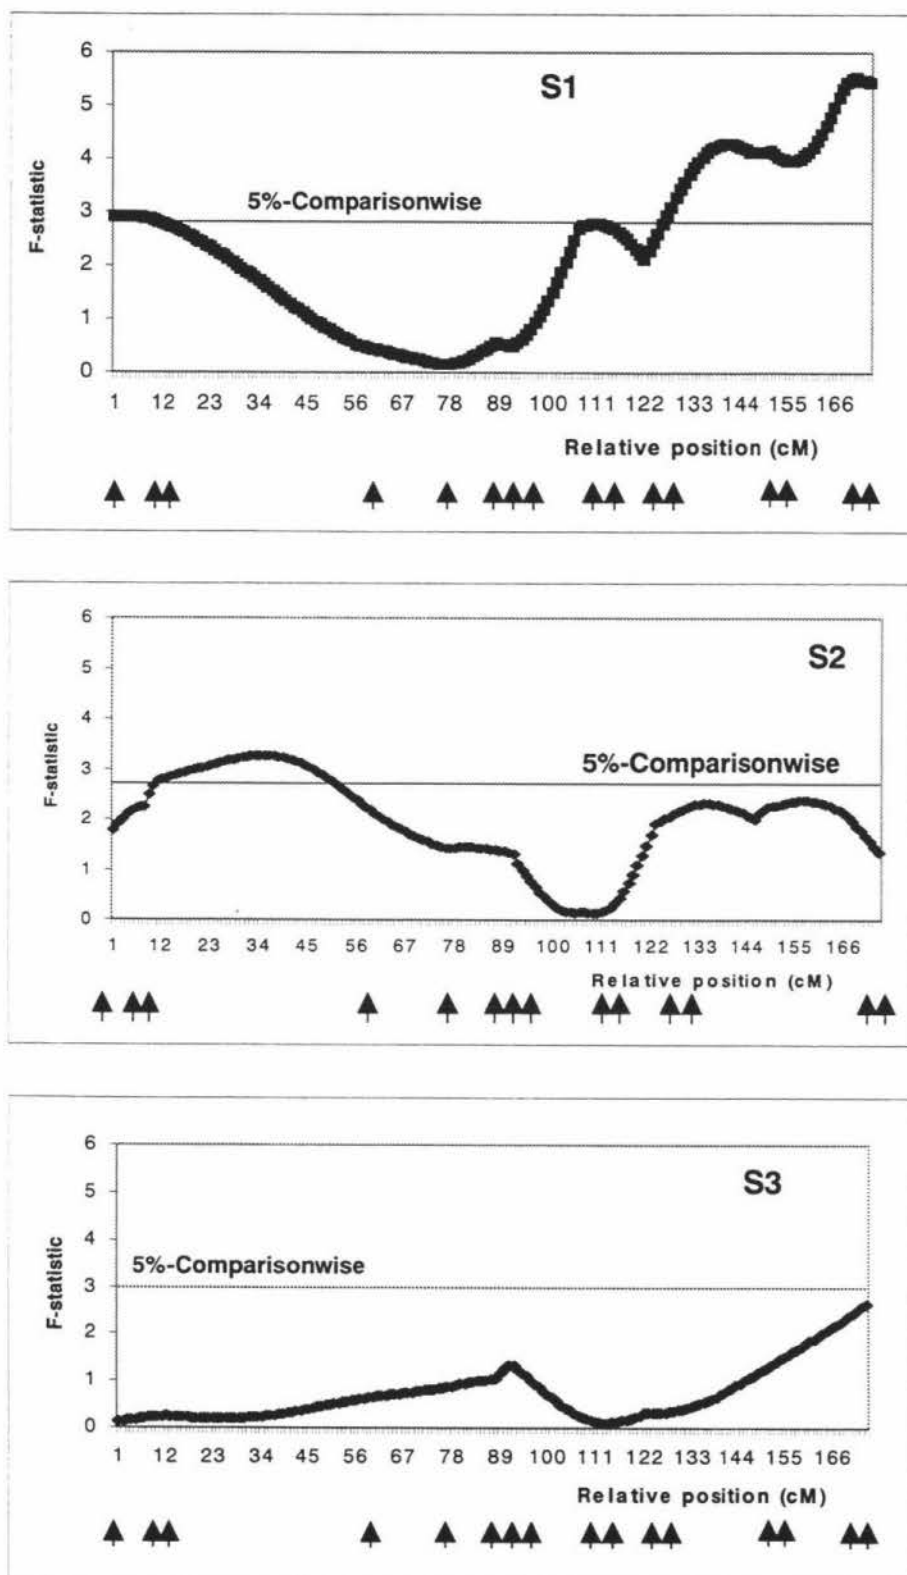 6
S1
5
4
F-statistic
5%-Comparisonwise
3
2
1
0
1 12 23 34 45 56 67 78 89 100 111 122 133 144 155 166
Relative position (cM)
6
S2
5
4
F-statistic
3
5%-Comparisonwise
2
1
0
1 12 23 34 45 56 67 78 89 100 111 122 133 144 155 166
Relative position (cM)
6
S3
5
4
F-statistic
5%-Comparisonwise
3
2
1
0
1 12 23 34 45 56 67 78 89 100 111 122 133 144 155 166
Relative position (cM)